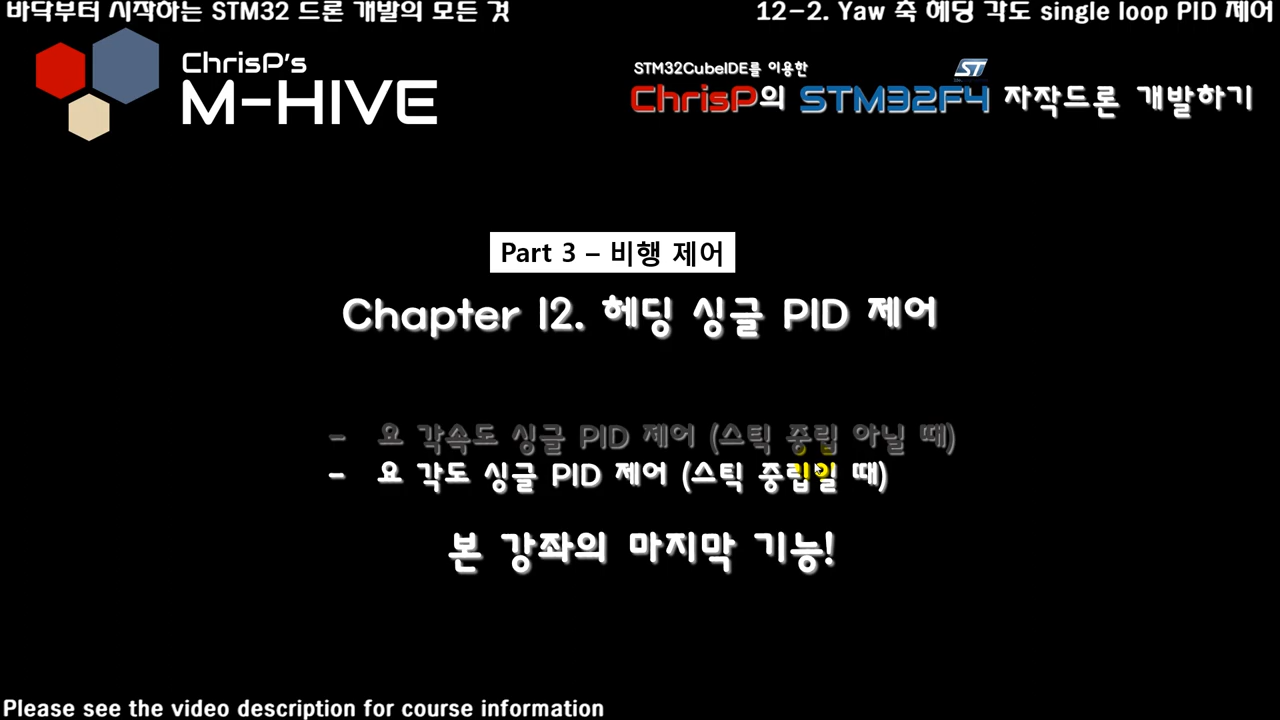 바닥부터 시작하는 STM32 드론 개발의 모든 것
12-2. Yaw 축 헤딩 각도 single loop PID 제어
ChrisP's
M-HIVE
STM32CubeIDE를 이용한
ST
ChrisP의 STM32F4 자작드론 개발하기
Part 3 – 비행 제어
Chapter 12. 헤딩 싱글 PID 제어
- 요 각속도 싱글 PID 제어 (스틱 중립 아닐 때)
- 요 각도 싱글 PID 제어 (스틱 중립일 때)
본 강좌의 마지막 기능!
Please see the video description for course information